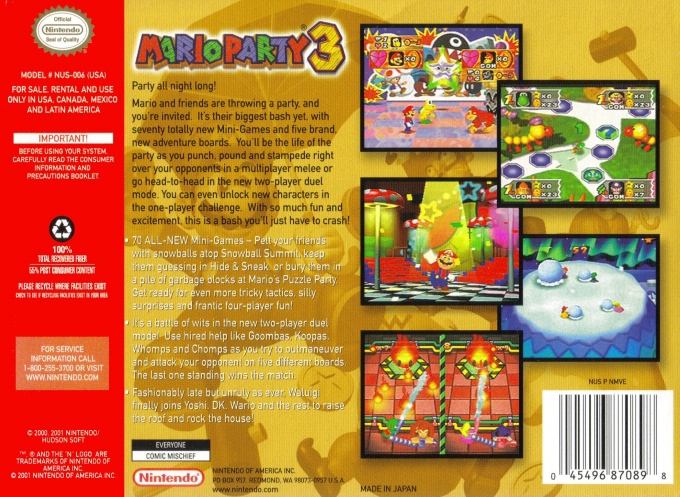 Official
Nintendo
Seal of Quality
MODEL # NUS-006 (USA)
FOR SALE, RENTAL AND USE
ONLY IN USA, CANADA, MEXICO
AND LATIN AMERICA
IMPORTANT!
BEFORE USING YOUR SYSTEM,
CAREFULLY READ THE CONSUMER
INFORMATION AND
PRECAUTIONS BOOKLET
100%
TOTAL RECOVERED FIBER
55% POST CONSUMER CONTENT
PLEASE RECYCLE WHERE FACILITIES EXIST
CHECK TO SEE IF RECYCLING FACILITIES EXIST IN YOUR AREA
FOR SERVICE
INFORMATION CALL
1-800-255-3700 OR VISIT
WWW.NINTENDO.COM
© 2000, 2001 NINTENDO/
HUDSON SOFT
™, ® AND THE "N" LOGO ARE
TRADEMARKS OF NINTENDO OF
AMERICA INC.
© 2001 NINTENDO OF AMERICA INC.
MARIO PARTY 3
Party all night long!
Mario and friends are throwing a party, and
you're invited. It's their biggest bash yet, with
seventy totally new Mini-Games and five brand,
new adventure boards. You'll be the life of the
party as you punch, pound and stampede right
over your opponents in a multiplayer melee or
go head-to-head in the new two-player duel
mode. You can even unlock new characters in
the one-player challenge. With so much fun and
excitement, this is a bash you'll just have to crash!
• 70 ALL-NEW Mini-Games – Pelt your friends
with snowballs atop Snowball Summit, keep
them guessing in Hide & Sneak, or bury them in
a pile of garbage blocks at Mario's Puzzle Party.
Get ready for even more tricky tactics, silly
surprises and frantic four-player fun!
• It's a battle of wits in the new two-player duel
mode! Use hired help like Goombas, Koopas,
Whomps and Chomps as you try to outmaneuver
and attack your opponent on five different boards.
The last one standing wins the match.
• Fashionably late but unruly as ever, Waluigi
finally joins Yoshi, DK, Wario and the rest to raise
the roof and rock the house!
EVERYONE
COMIC MISCHIEF
Nintendo
NINTENDO OF AMERICA INC.
PO BOX 957, REDMOND, WA 98073-0957 U.S.A.
www.nintendo.com
MADE IN JAPAN
NUS P NMVE
0 45496 87089 8